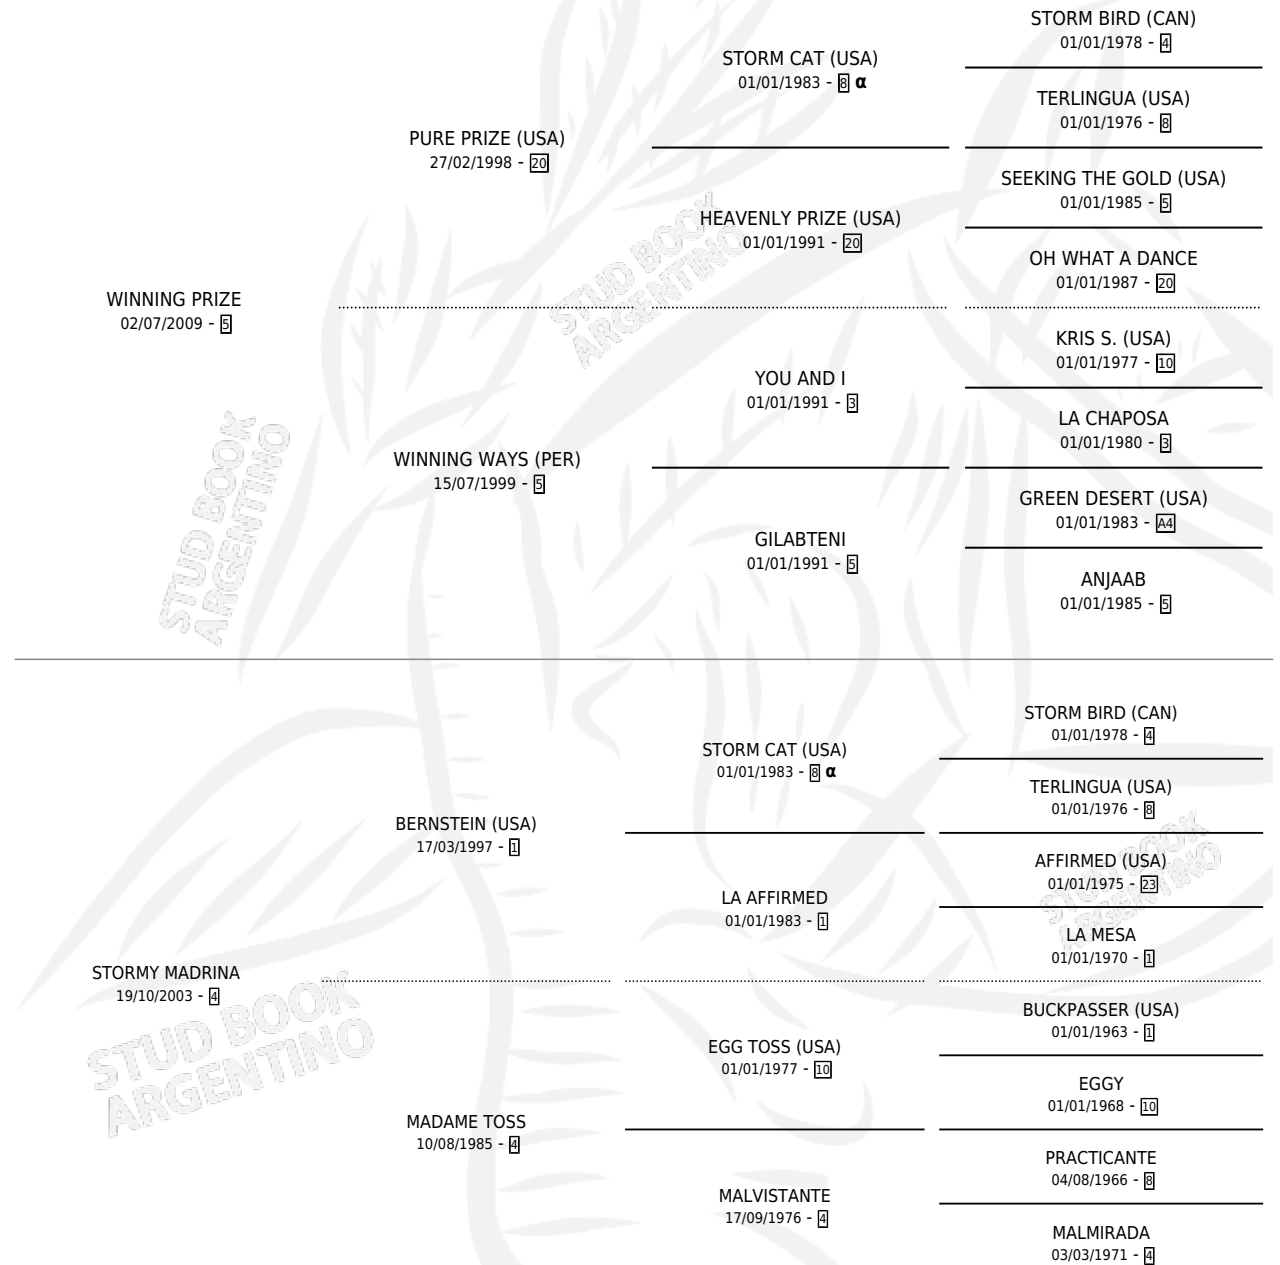 STORM BIRD (CAN)
01/01/1978 - 4
STORM CAT (USA)
01/01/1983 - 8 α
TERLINGUA (USA)
01/01/1976 - 8
PURE PRIZE (USA)
27/02/1998 - 20
SEEKING THE GOLD (USA)
01/01/1985 - 5
HEAVENLY PRIZE (USA)
01/01/1991 - 20
OH WHAT A DANCE
01/01/1987 - 20
WINNING PRIZE
02/07/2009 - 5
STUD BOOK
ARGENTINO
KRIS S. (USA)
01/01/1977 - 10
YOU AND I
01/01/1991 - 3
LA CHAPOSA
01/01/1980 - 3
WINNING WAYS (PER)
15/07/1999 - 5
GREEN DESERT (USA)
01/01/1983 - A4
GILABTENI
01/01/1991 - 5
ANJAAB
01/01/1985 - 5
STUD BOOK
ARGENTINO
STORM BIRD (CAN)
01/01/1978 - 4
STORM CAT (USA)
01/01/1983 - 8 α
TERLINGUA (USA)
01/01/1976 - 8
BERNSTEIN (USA)
17/03/1997 - 1
AFFIRMED (USA)
01/01/1975 - 23
LA AFFIRMED
01/01/1983 - 1
LA MESA
01/01/1970 - 1
STUD BOOK
ARGENTINO
STORMY MADRINA
19/10/2003 - 4
STUD BOOK
ARGENTINO
BUCKPASSER (USA)
01/01/1963 - 1
EGG TOSS (USA)
01/01/1977 - 10
EGGY
01/01/1968 - 10
MADAME TOSS
10/08/1985 - 4
PRACTICANTE
04/08/1966 - 8
MALVISTANTE
17/09/1976 - 4
MALMIRADA
03/03/1971 - 4